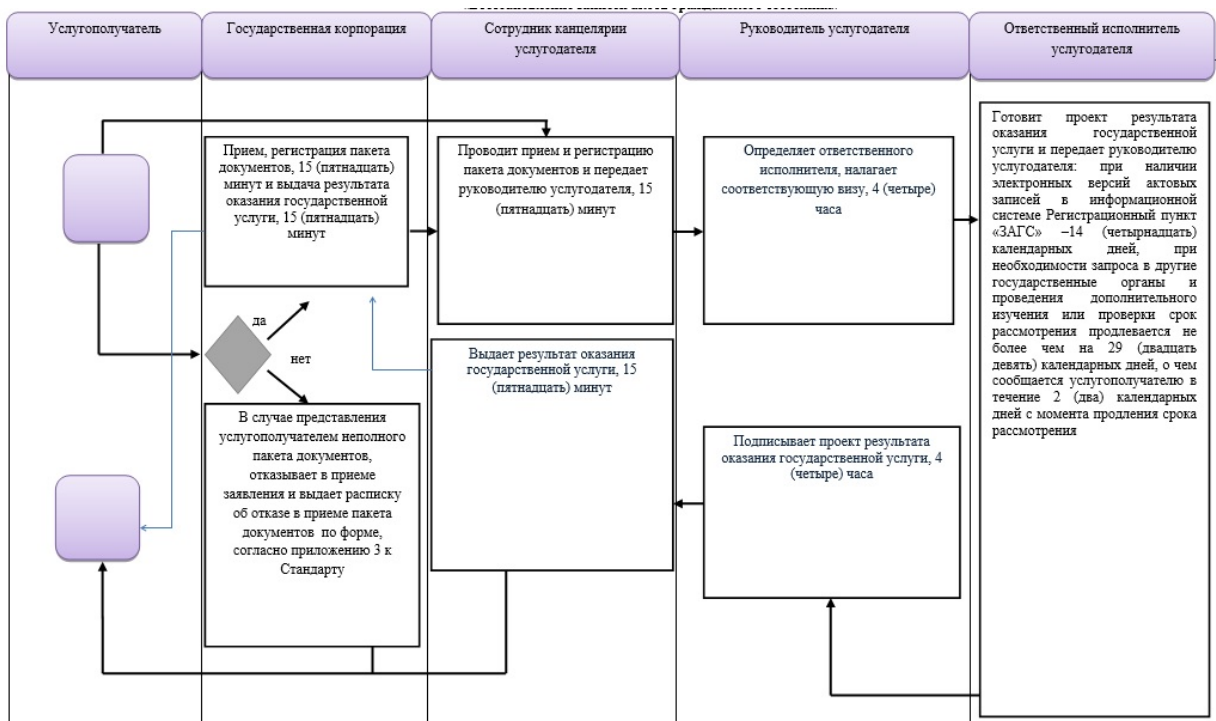 Услугополучатель
Государственная корпорация
Сотрудник канцелярии
услугодателя
Руководитель услугодателя
Ответственный исполнитель
услугодателя
Прием, регистрация пакета
документов, 15 (пятнадцать)
минут и выдача результата
оказания государственной
услуги, 15 (пятнадцать)
минут
Проводит прием и регистрацию
пакета документов и передает
руководителю услугодателя, 15
(пятнадцать) минут
Определяет ответственного
исполнителя, налагает
соответствующую визу, 4 (четыре)
часа
Готовит проект результата
оказания государственной
услуги и передает руководителю
услугодателя: при наличии
электронных версий актовых
записей в информационной
системе Регистрационный пункт
«ЗАГС» –14 (четырнадцать)
календарных дней, при
необходимости запроса в другие
государственные органы и
проведения дополнительного
изучения или проверки срок
рассмотрения продлевается не
более чем на 29 (двадцать
девять) календарных дней, о чем
сообщается услугополучателю в
течение 2 (два) календарных
дней с момента продления срока
рассмотрения
да
нет
Выдает результат оказания
государственной услуги, 15
(пятнадцать) минут
В случае представления
услугополучателем неполного
пакета документов,
отказывает в приеме
заявления и выдает расписку
об отказе в приеме пакета
документов по форме,
согласно приложению 3 к
Стандарту
Подписывает проект результата
оказания государственной услуги, 4
(четыре) часа